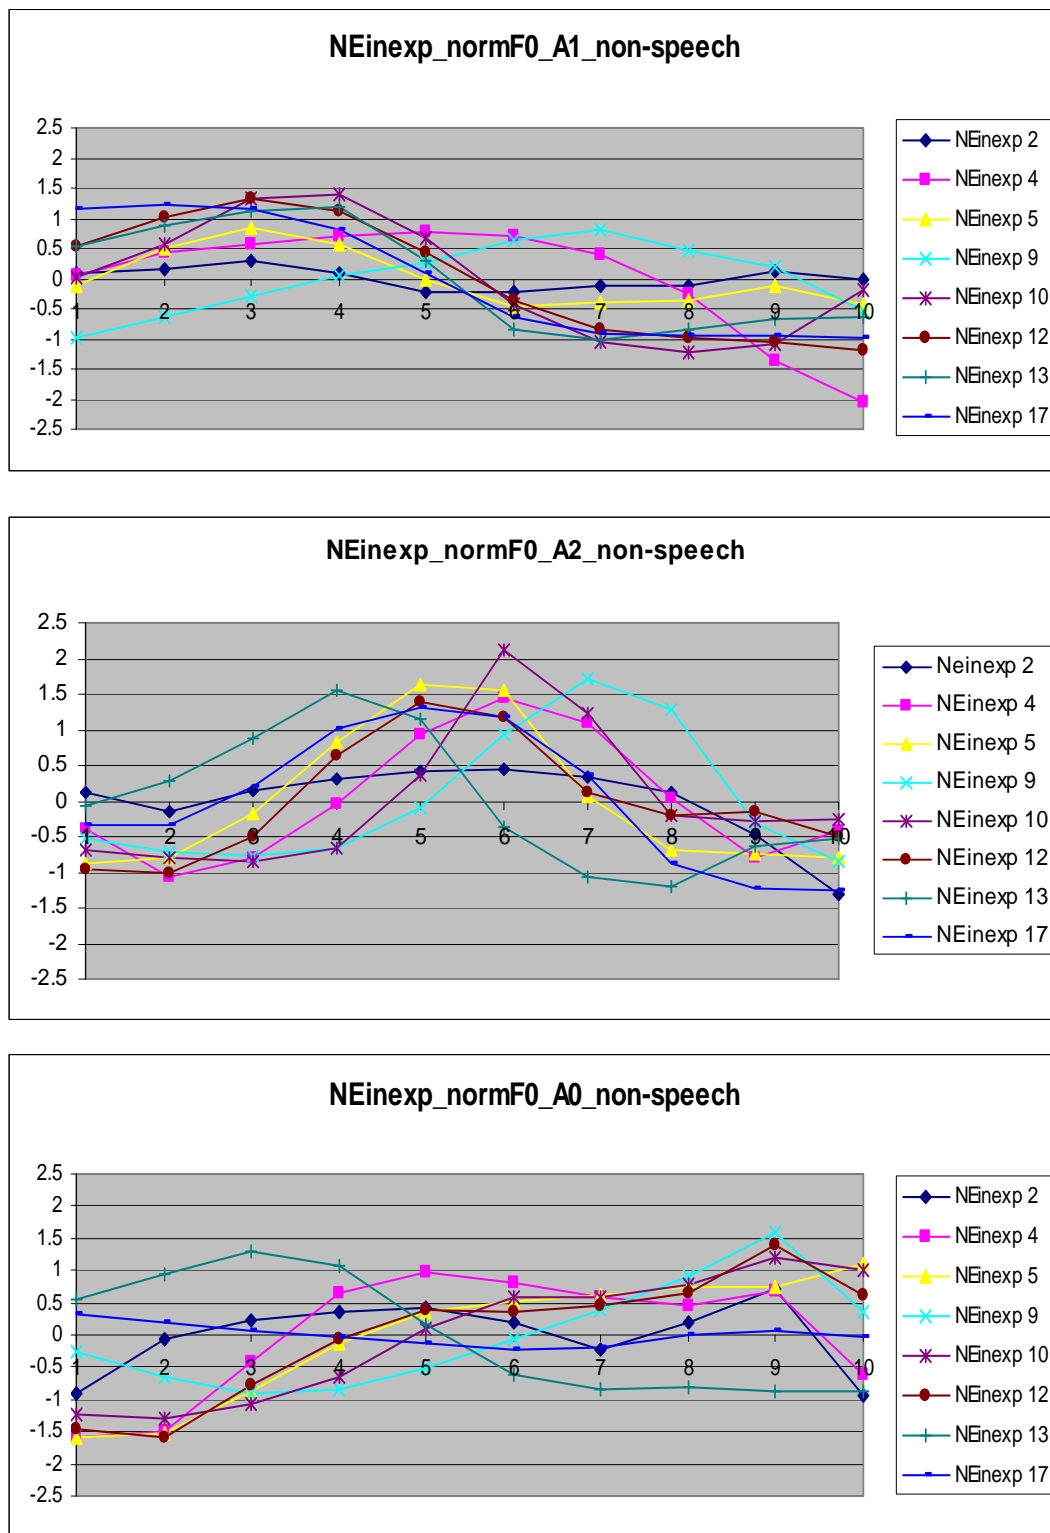 NEinexp_normF0_A1_non-speech
2.5
2
1.5
1
0.5
0
-0.5
-1
-1.5
-2
-2.5
1 2 3 4 5 6 7 8 9 10
NEinexp 2
NEinexp 4
NEinexp 5
NEinexp 9
NEinexp 10
NEinexp 12
NEinexp 13
NEinexp 17
NEinexp_normF0_A2_non-speech
2.5
2
1.5
1
0.5
0
-0.5
-1
-1.5
-2
-2.5
1 2 3 4 5 6 7 8 9 10
Neinexp 2
NEinexp 4
NEinexp 5
NEinexp 9
NEinexp 10
NEinexp 12
NEinexp 13
NEinexp 17
NEinexp_normF0_A0_non-speech
2.5
2
1.5
1
0.5
0
-0.5
-1
-1.5
-2
-2.5
1 2 3 4 5 6 7 8 9 10
NEinexp 2
NEinexp 4
NEinexp 5
NEinexp 9
NEinexp 10
NEinexp 12
NEinexp 13
NEinexp 17